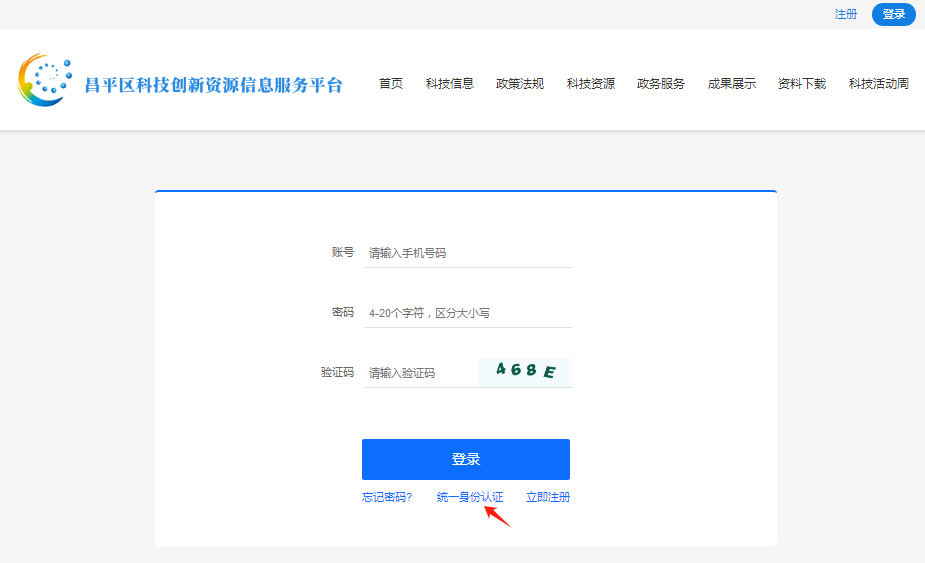 注册 登录
昌平区科技创新资源信息服务平台 首页 科技信息 政策法规 科技资源 政务服务 成果展示 资料下载 科技活动周
账号 请输入手机号码
密码 4-20个字符，区分大小写
验证码 请输入验证码 468E
登录
忘记密码? 统一身份认证 立即注册